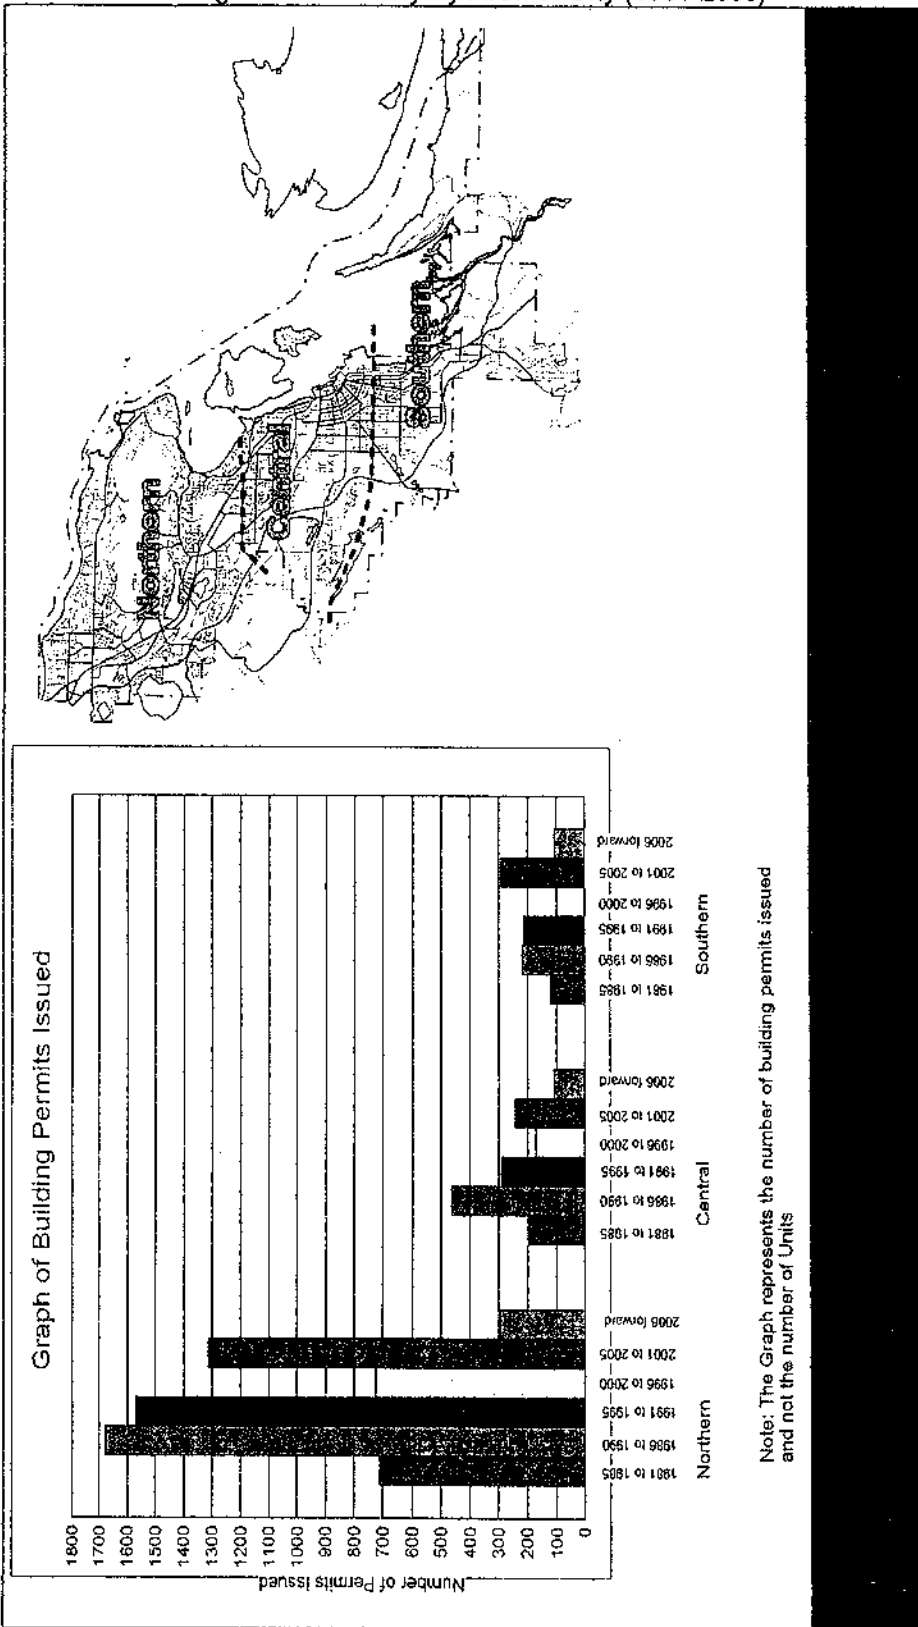 Graph of Building Permits Issued
Number of Permits Issued
1800
1700
1600
1500
1400
1300
1200
1100
1000
900
800
700
600
500
400
300
200
100
0
1981 to 1985
1986 to 1990
1991 to 1995
1996 to 2000
2001 to 2005
2006 forward
Northern
1981 to 1985
1986 to 1990
1991 to 1995
1996 to 2000
2001 to 2005
2006 forward
Central
1981 to 1985
1986 to 1990
1991 to 1995
1996 to 2000
2001 to 2005
2006 forward
Southern
Note: The Graph represents the number of building permits issued
and not the number of Units
Northern
Central
Southern